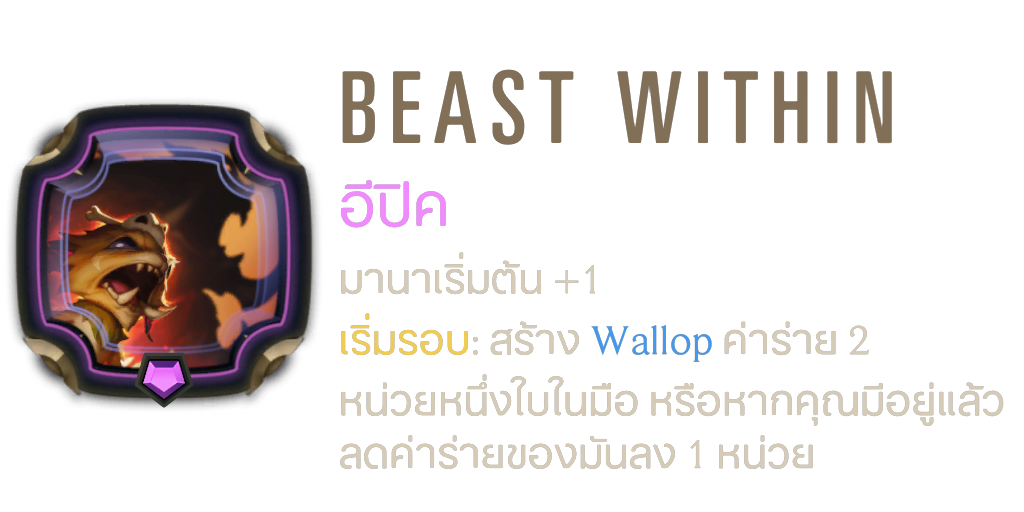 BEAST WITHIN
อีปิค
มานาเริ่มต้น +1
เริ่มรอบ: สร้าง Wallop ค่าร่าย 2
หน่วยหนึ่งใบในมือ หรือหากคุณมีอยู่แล้ว
ลดค่าร่ายของมันลง 1 หน่วย